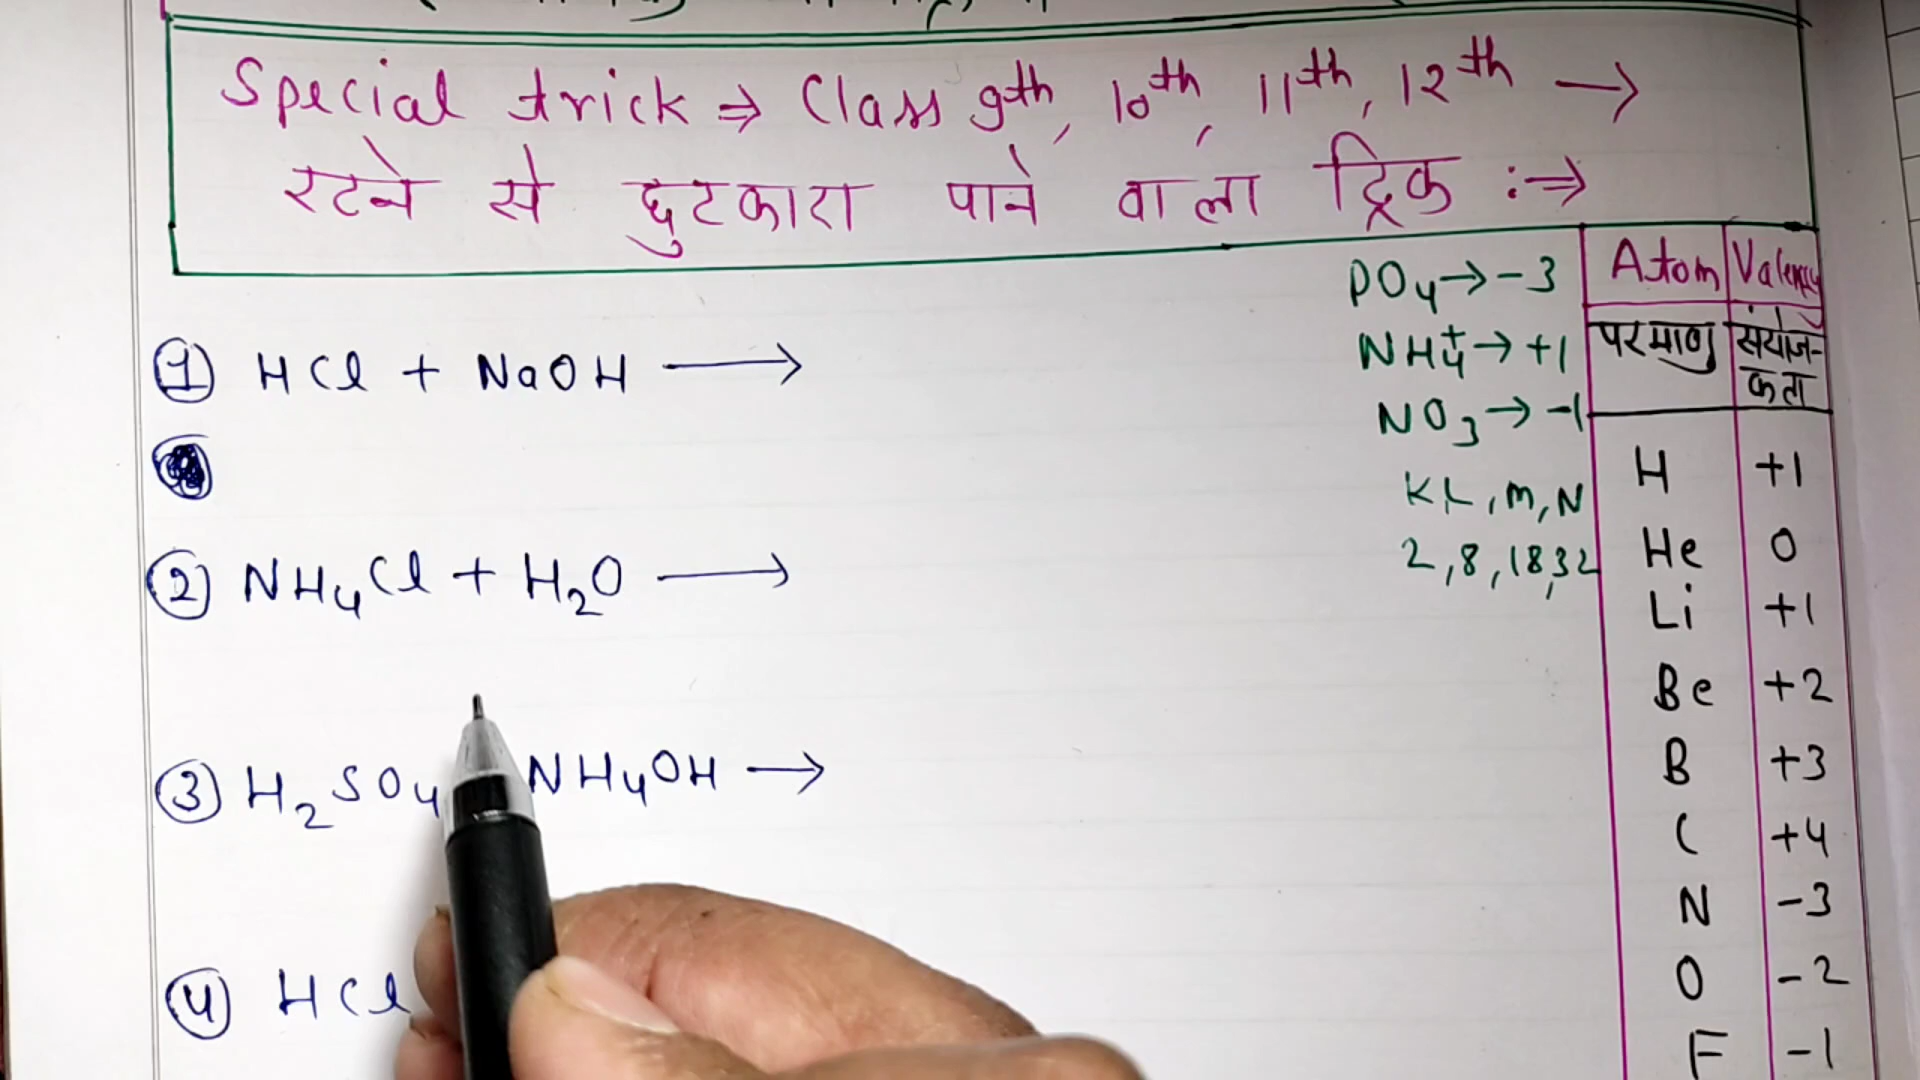 Special trick ⇒ Class 9th, 10th, 11th, 12th →
रटने से छुटकारा पाने वाला ट्रिक :⇒
① HCl + NaOH ⟶
② NH₄Cl + H₂O ⟶
③ H₂SO₄ NH₄OH ⟶
④ HCl
PO₄ → -3
NH₄⁺ → +1
NO₃ → -1
K, L, M, N
2, 8, 18, 32
Atom Valency
परमाणु संयोज-
कता
H +1
He 0
Li +1
Be +2
B +3
C +4
N -3
O -2
F -1